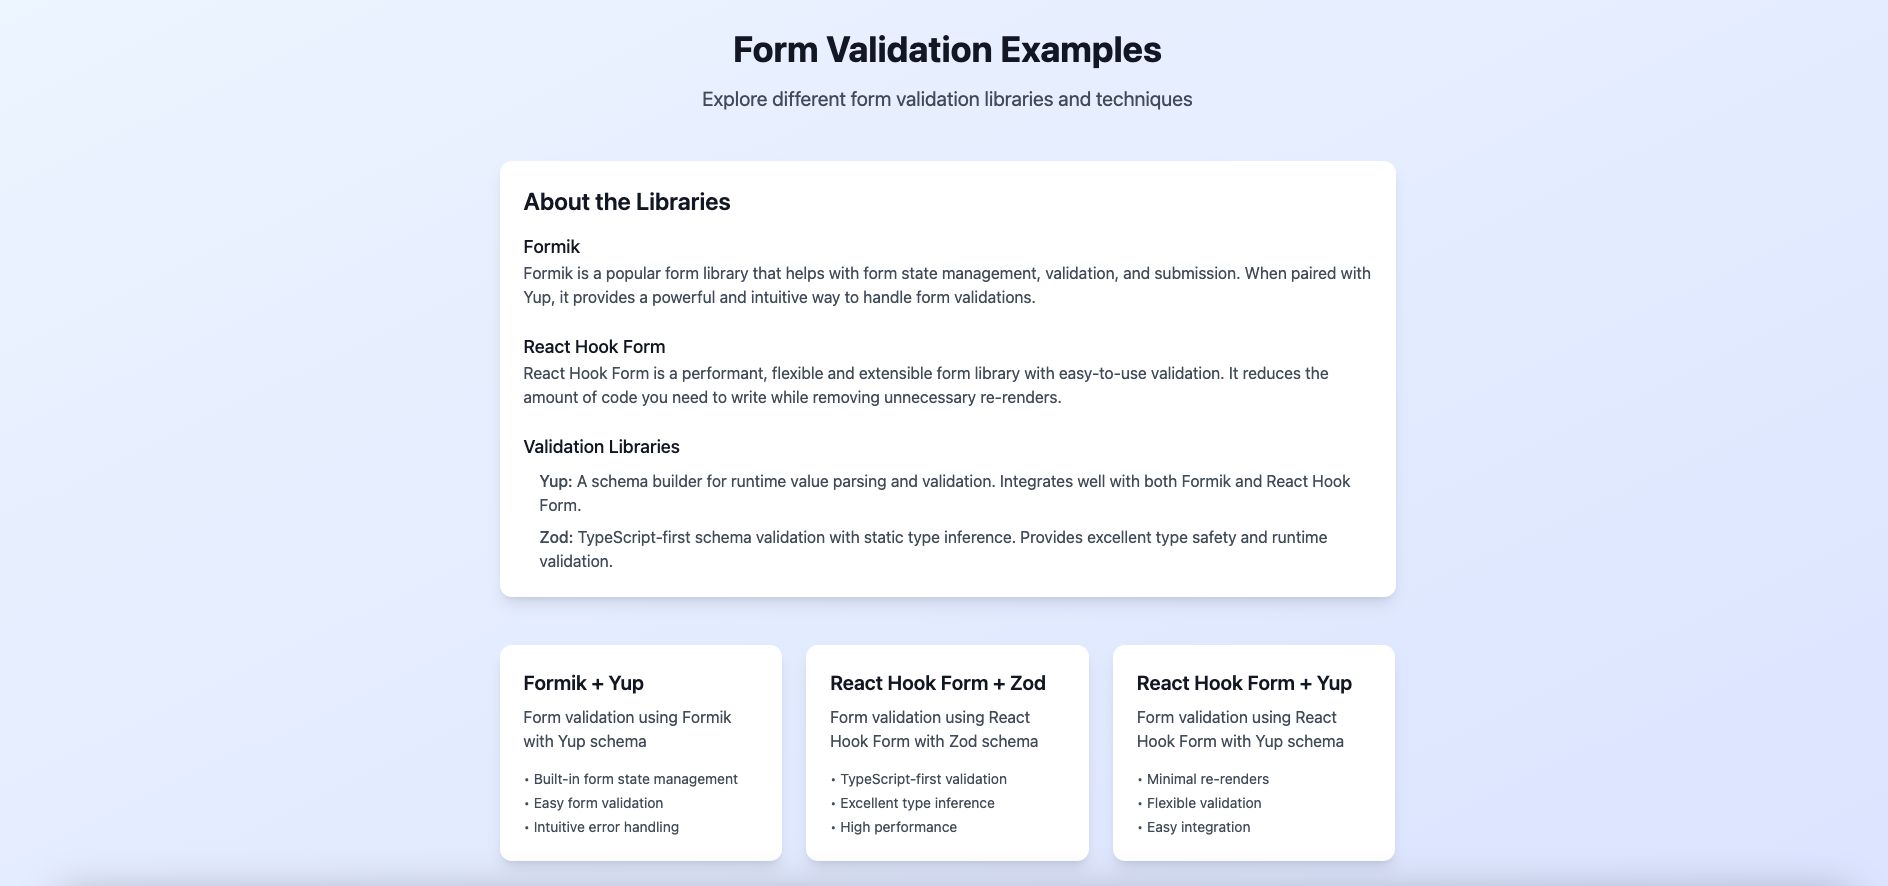 Form Validation Examples
Explore different form validation libraries and techniques
About the Libraries
Formik
Formik is a popular form library that helps with form state management, validation, and submission. When paired with
Yup, it provides a powerful and intuitive way to handle form validations.
React Hook Form
React Hook Form is a performant, flexible and extensible form library with easy-to-use validation. It reduces the
amount of code you need to write while removing unnecessary re-renders.
Validation Libraries
Yup: A schema builder for runtime value parsing and validation. Integrates well with both Formik and React Hook
Form.
Zod: TypeScript-first schema validation with static type inference. Provides excellent type safety and runtime
validation.
Formik + Yup
Form validation using Formik
with Yup schema
• Built-in form state management
• Easy form validation
• Intuitive error handling
React Hook Form + Zod
Form validation using React
Hook Form with Zod schema
• TypeScript-first validation
• Excellent type inference
• High performance
React Hook Form + Yup
Form validation using React
Hook Form with Yup schema
• Minimal re-renders
• Flexible validation
• Easy integration